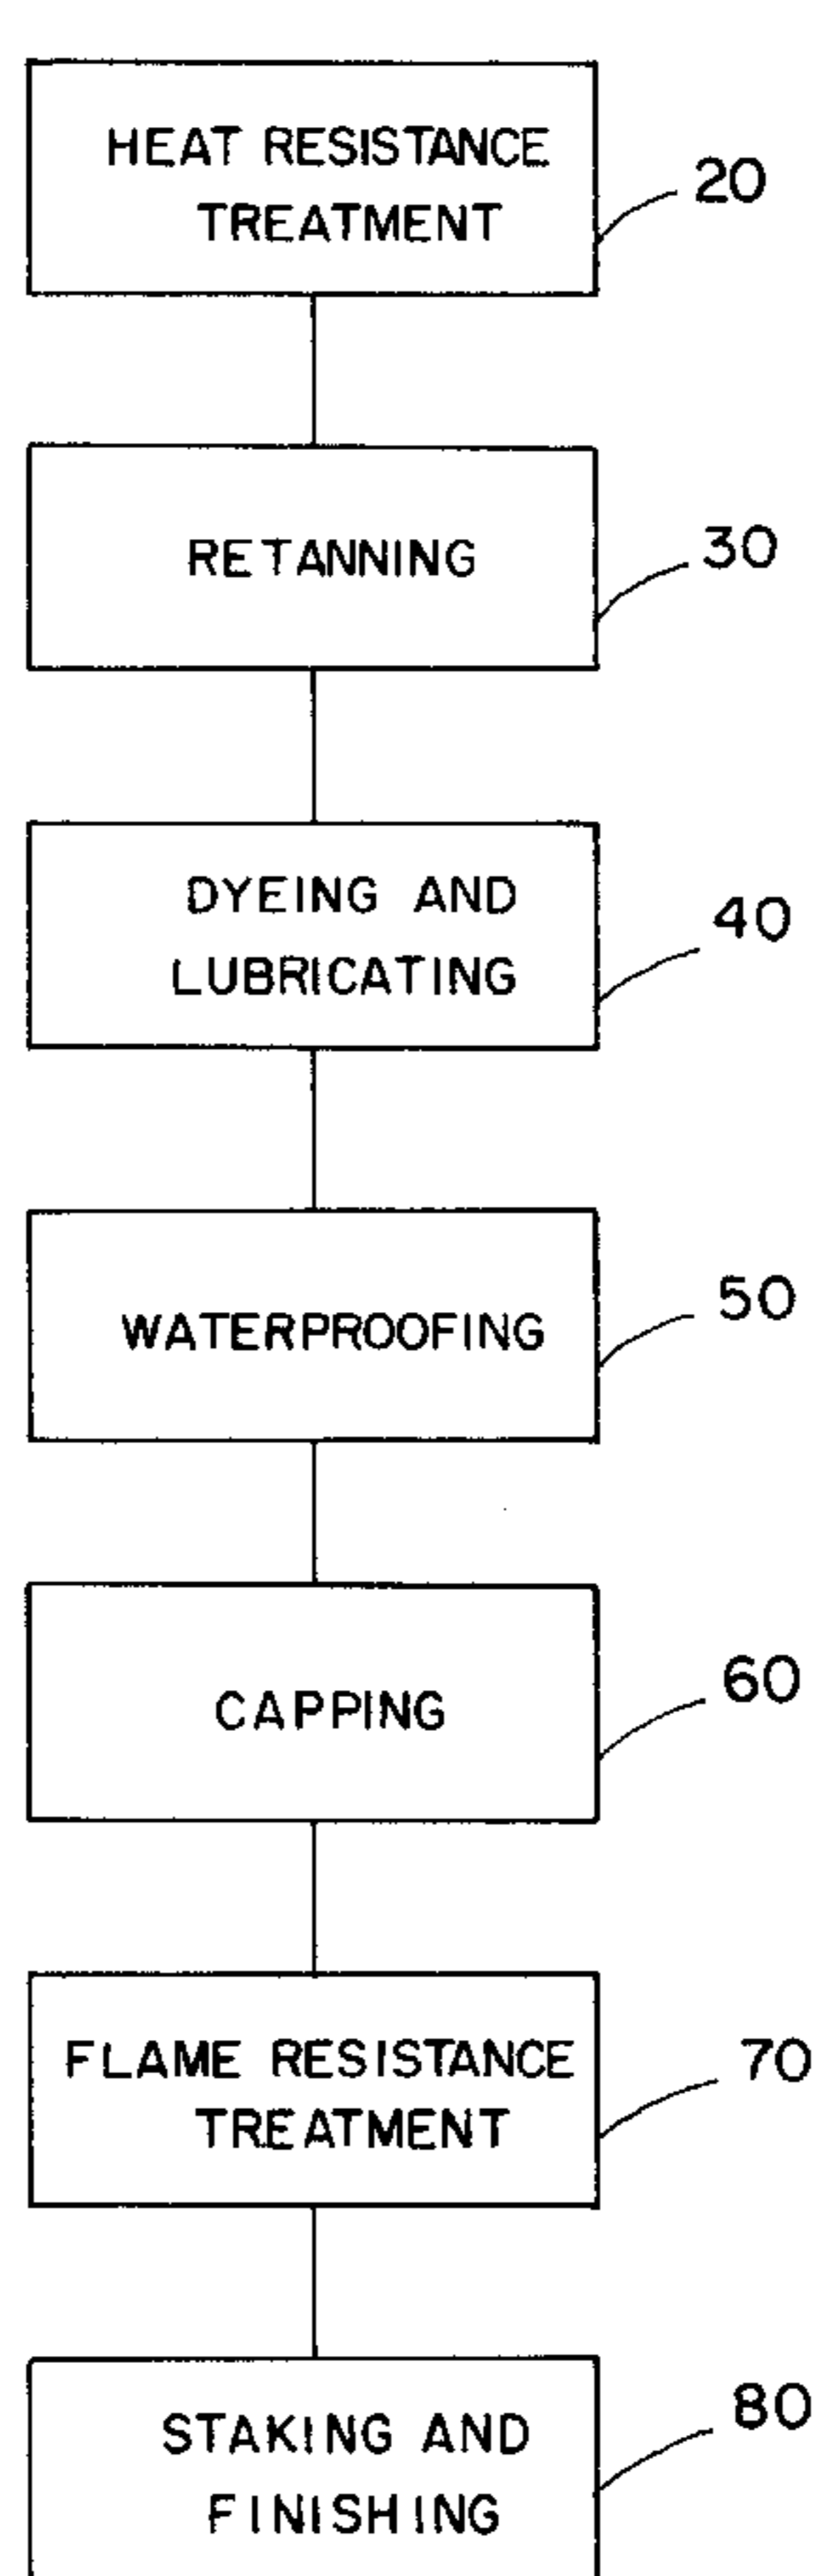 HEAT RESISTANCE
TREATMENT
20
RETANNING
30
DYEING AND
LUBRICATING
40
WATERPROOFING
50
CAPPING
60
FLAME RESISTANCE
TREATMENT
70
STAKING AND
FINISHING
80